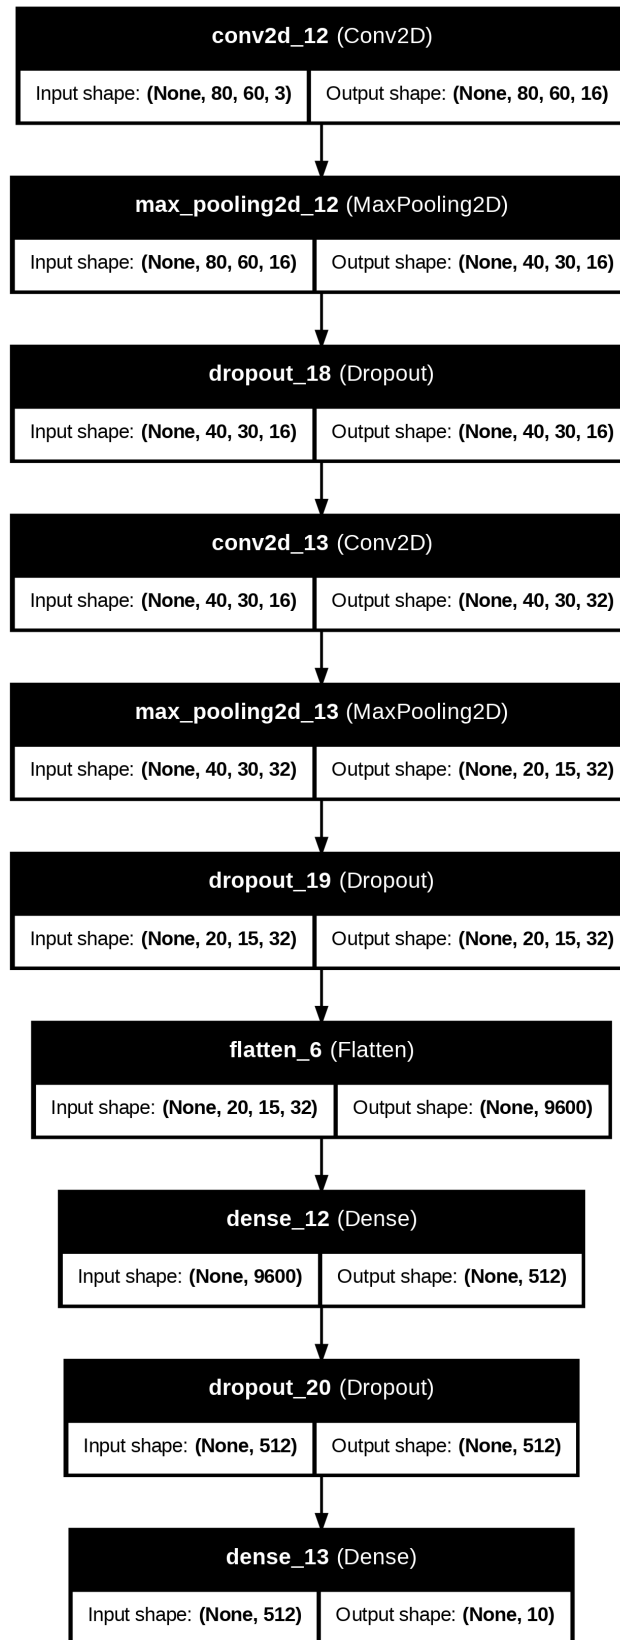 conv2d_12 (Conv2D)
Input shape: (None, 80, 60, 3) Output shape: (None, 80, 60, 16)
max_pooling2d_12 (MaxPooling2D)
Input shape: (None, 80, 60, 16) Output shape: (None, 40, 30, 16)
dropout_18 (Dropout)
Input shape: (None, 40, 30, 16) Output shape: (None, 40, 30, 16)
conv2d_13 (Conv2D)
Input shape: (None, 40, 30, 16) Output shape: (None, 40, 30, 32)
max_pooling2d_13 (MaxPooling2D)
Input shape: (None, 40, 30, 32) Output shape: (None, 20, 15, 32)
dropout_19 (Dropout)
Input shape: (None, 20, 15, 32) Output shape: (None, 20, 15, 32)
flatten_6 (Flatten)
Input shape: (None, 20, 15, 32) Output shape: (None, 9600)
dense_12 (Dense)
Input shape: (None, 9600) Output shape: (None, 512)
dropout_20 (Dropout)
Input shape: (None, 512) Output shape: (None, 512)
dense_13 (Dense)
Input shape: (None, 512) Output shape: (None, 10)